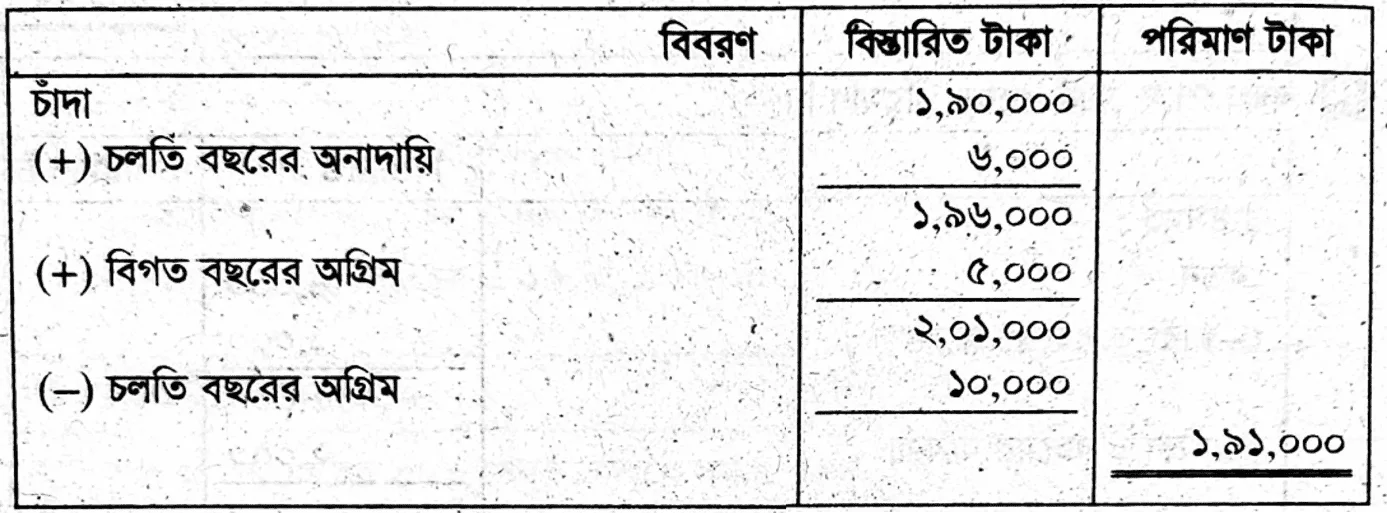 বিবরণ বিস্তারিত টাকা পরিমাণ টাকা
চাঁদা ১,৯০,০০০
(+) চলতি বছরের অনাদায়ি ৬,০০০
১,৯৬,০০০
(+) বিগত বছরের অগ্রিম ৫,০০০
২,০১,০০০
(–) চলতি বছরের অগ্রিম ১০,০০০
১,৯১,০০০